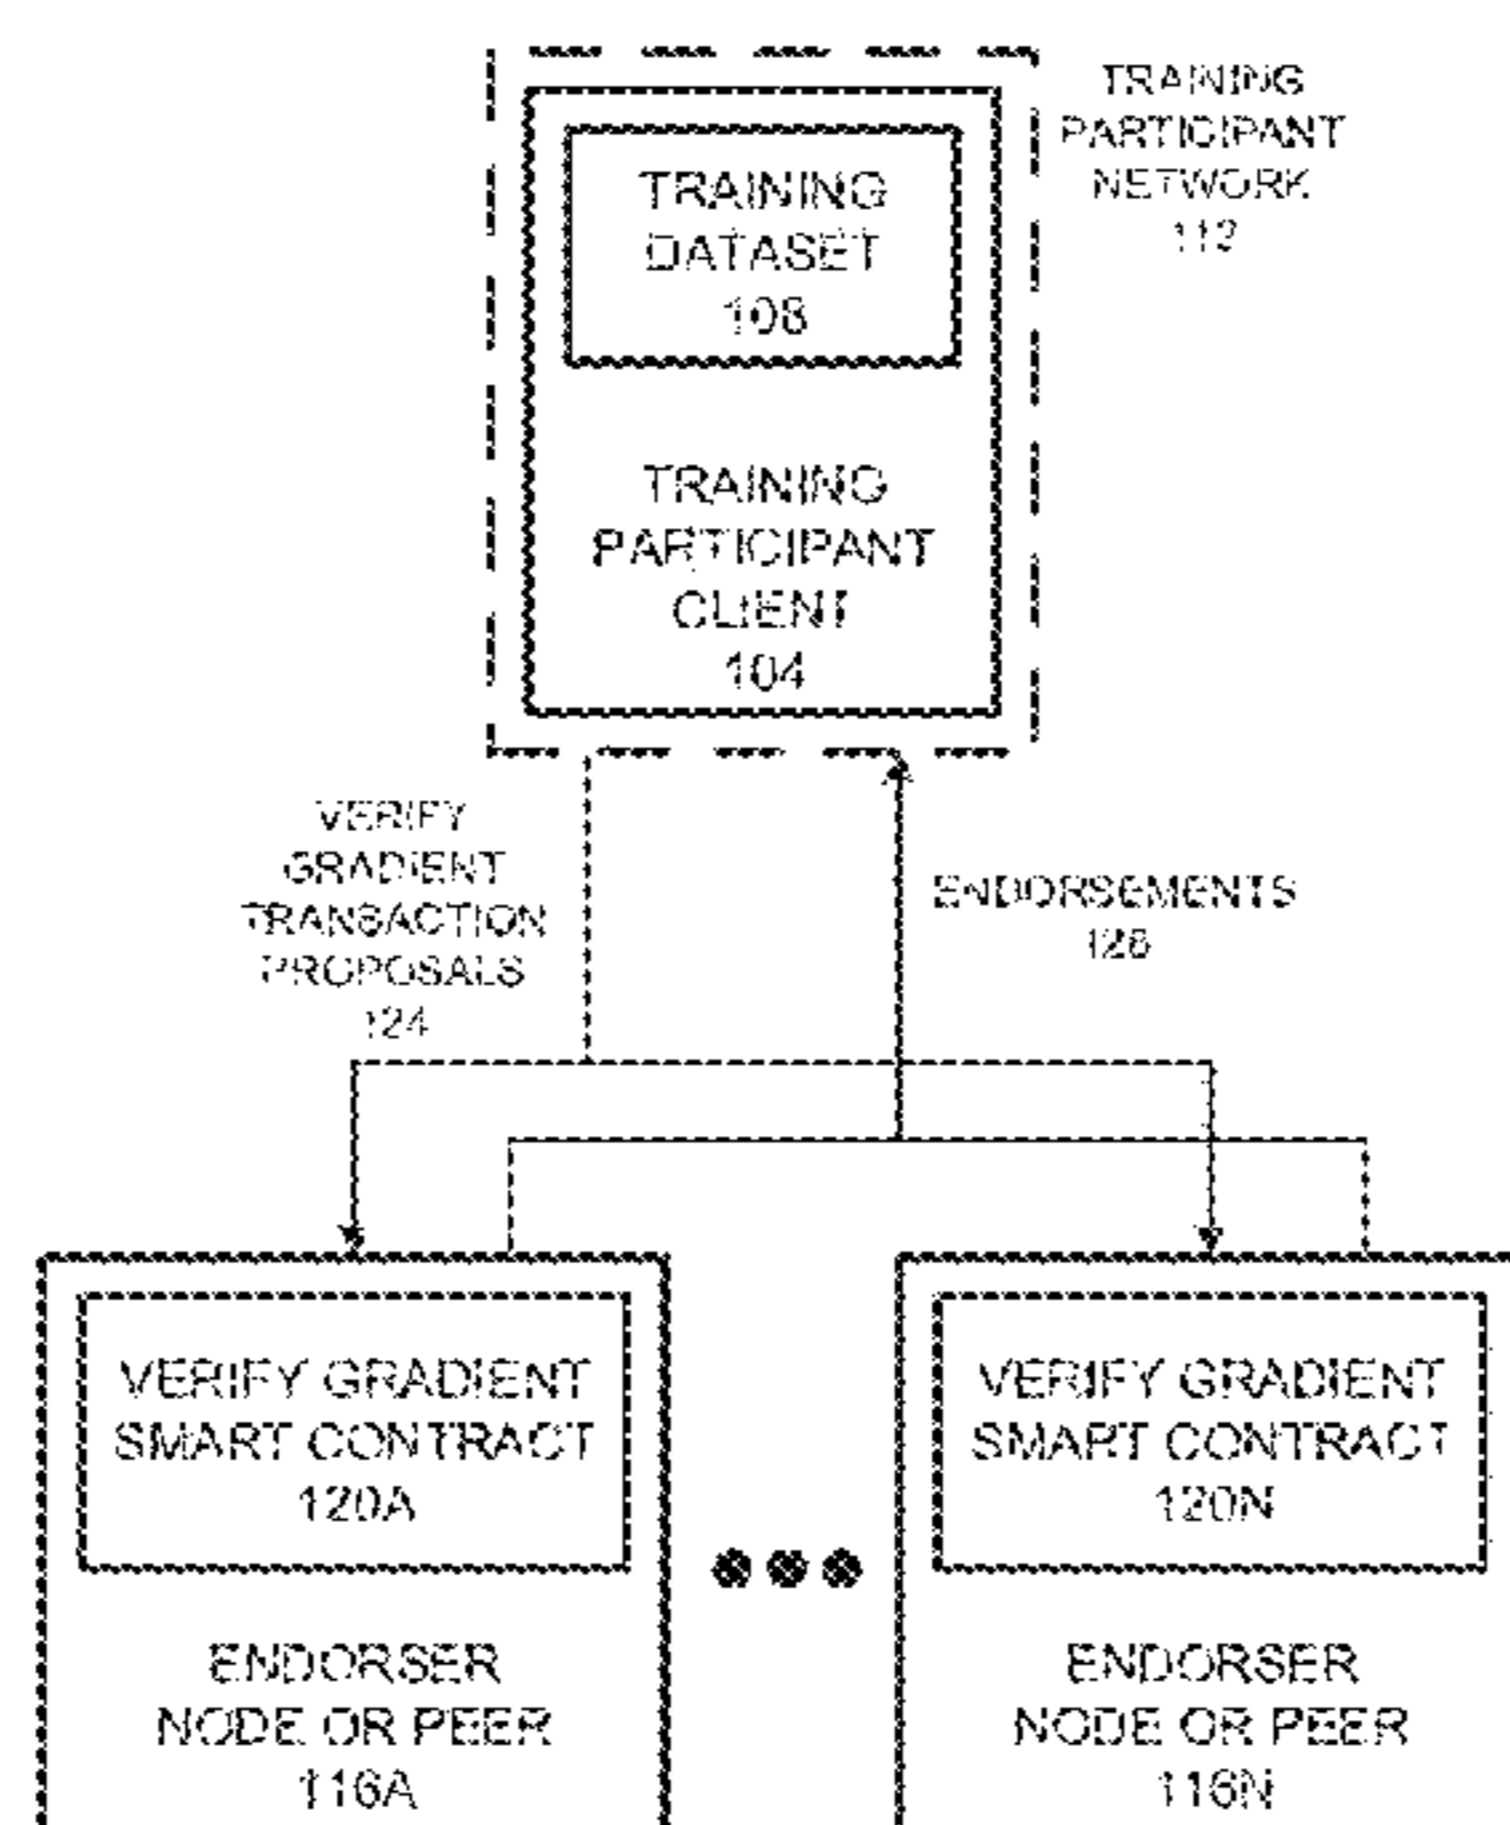 TRAINING
PARTICIPANT
NETWORK
112
TRAINING
DATASET
108
TRAINING
PARTICIPANT
CLIENT
104
VERIFY
GRADIENT
TRANSACTION
PROPOSALS
124
ENDORSEMENTS
128
VERIFY GRADIENT
SMART CONTRACT
120A
VERIFY GRADIENT
SMART CONTRACT
120N
ENDORSER
NODE OR PEER
116A
ENDORSER
NODE OR PEER
116N